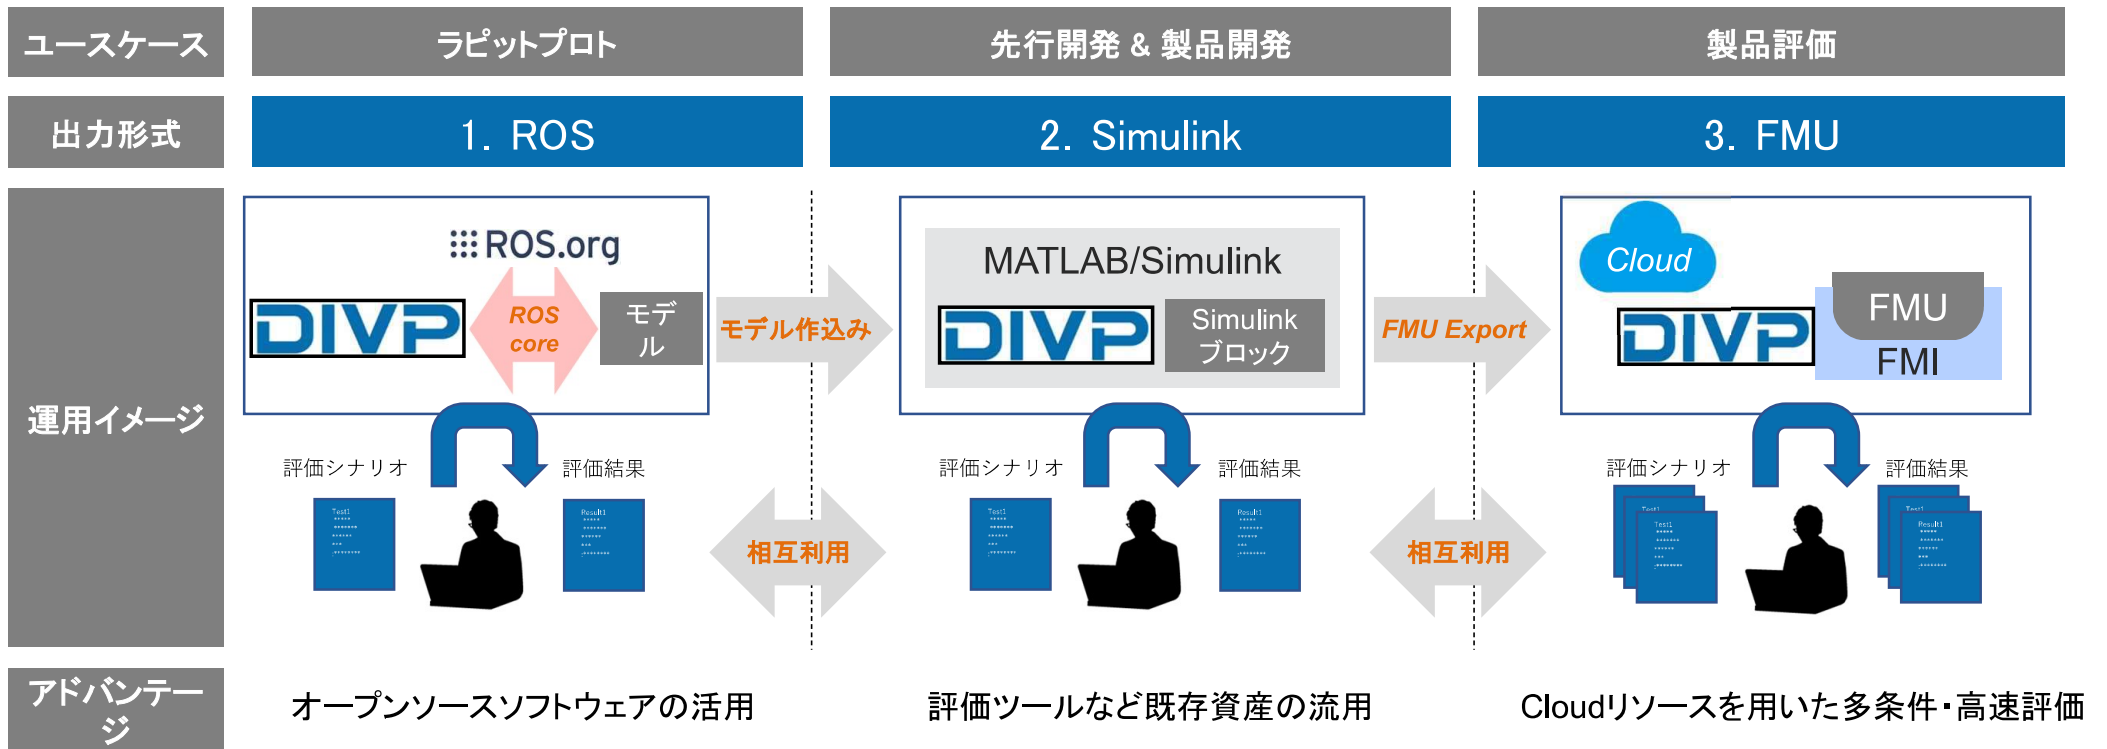 ユースケース
ラピットプロト
先行開発 & 製品開発
製品評価
出力形式
1. ROS
2. Simulink
3. FMU
運用イメージ
ROS.org
DIVP
ROS
core
モデ
ル
モデル作込み
MATLAB/Simulink
DIVP
Simulink
ブロック
FMU Export
Cloud
DIVP
FMU
FMI
評価シナリオ
評価結果
Test1
*****
*******
******
***
:********
Result1
*****
*******
******
***
:********
相互利用
評価シナリオ
評価結果
Test1
*****
*******
******
***
:********
Result1
*****
*******
******
***
:********
相互利用
評価シナリオ
評価結果
Test1
Test1
*****
*******
******
***
:********
Test1
Result1
*****
*******
******
***
:********
アドバンテー
ジ
オープンソースソフトウェアの活用
評価ツールなど既存資産の流用
Cloudリソースを用いた多条件・高速評価